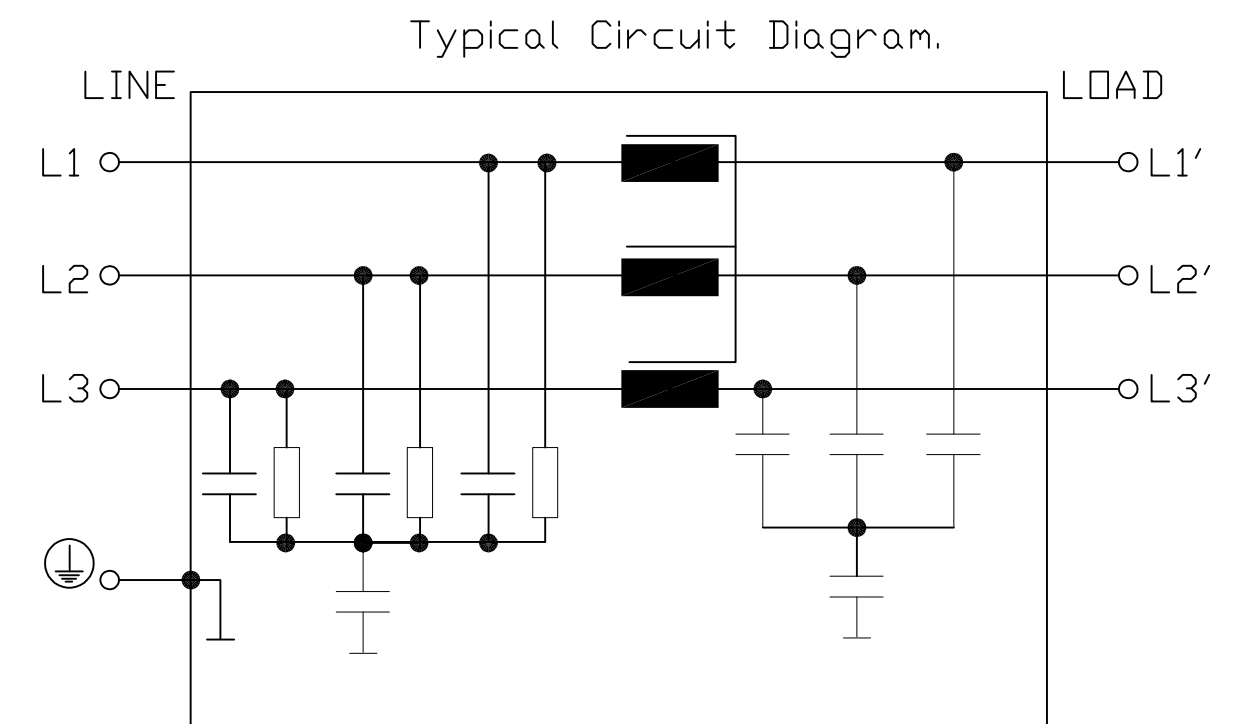 Typical Circuit Diagram.
LINE
LOAD
L1
L1′
L2
L2′
L3
L3′